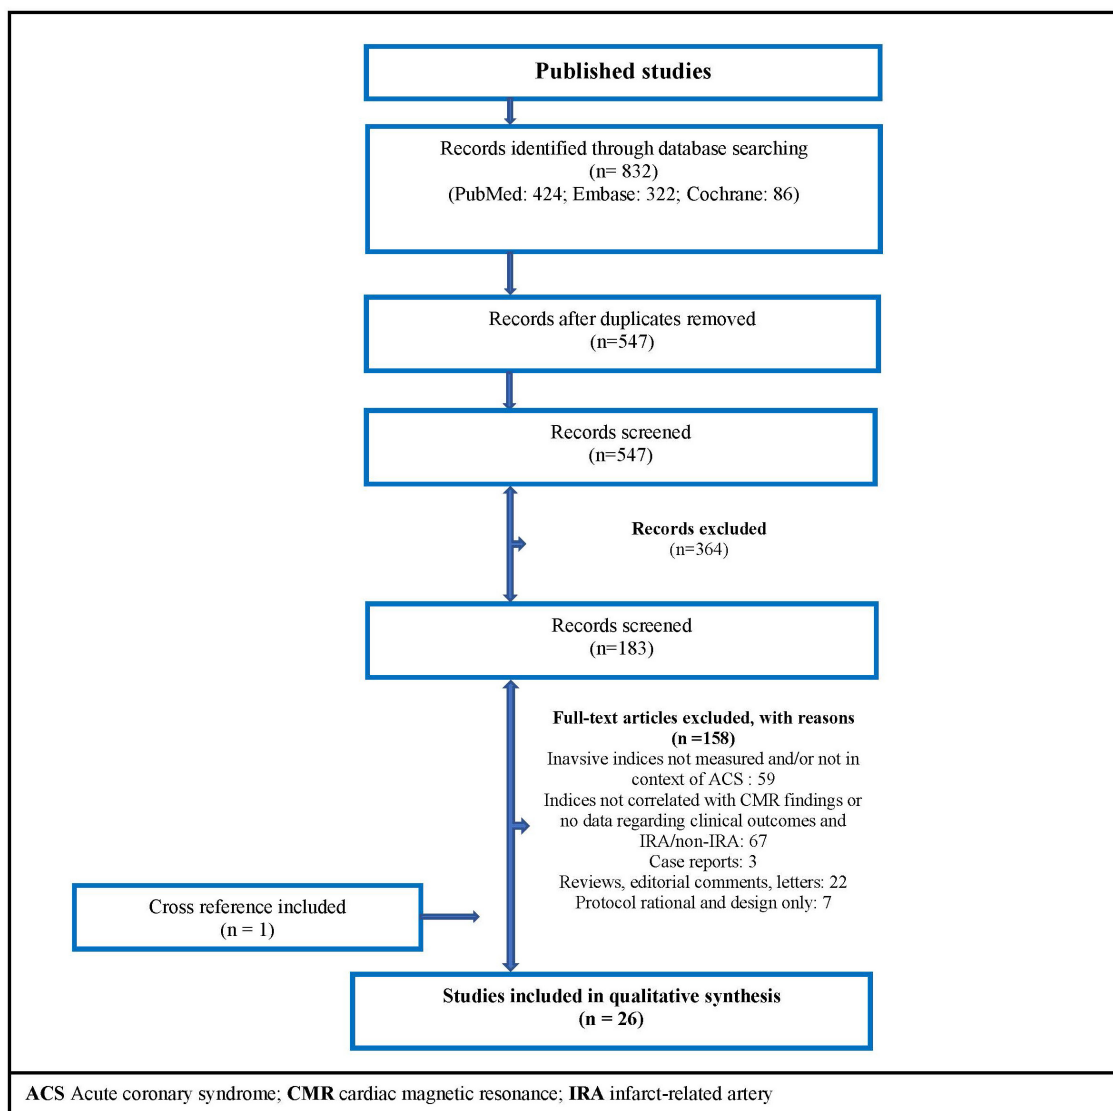 Published studies
Records identified through database searching
(n= 832)
(PubMed: 424; Embase: 322; Cochrane: 86)
Records after duplicates removed
(n=547)
Records screened
(n=547)
Records excluded
(n=364)
Records screened
(n=183)
Full-text articles excluded, with reasons
(n =158)
Inavsive indices not measured and/or not in
context of ACS : 59
Indices not correlated with CMR findings or
no data regarding clinical outcomes and
IRA/non-IRA: 67
Case reports: 3
Reviews, editorial comments, letters: 22
Protocol rational and design only: 7
Cross reference included
(n = 1)
Studies included in qualitative synthesis
(n = 26)
ACS Acute coronary syndrome; CMR cardiac magnetic resonance; IRA infarct-related artery